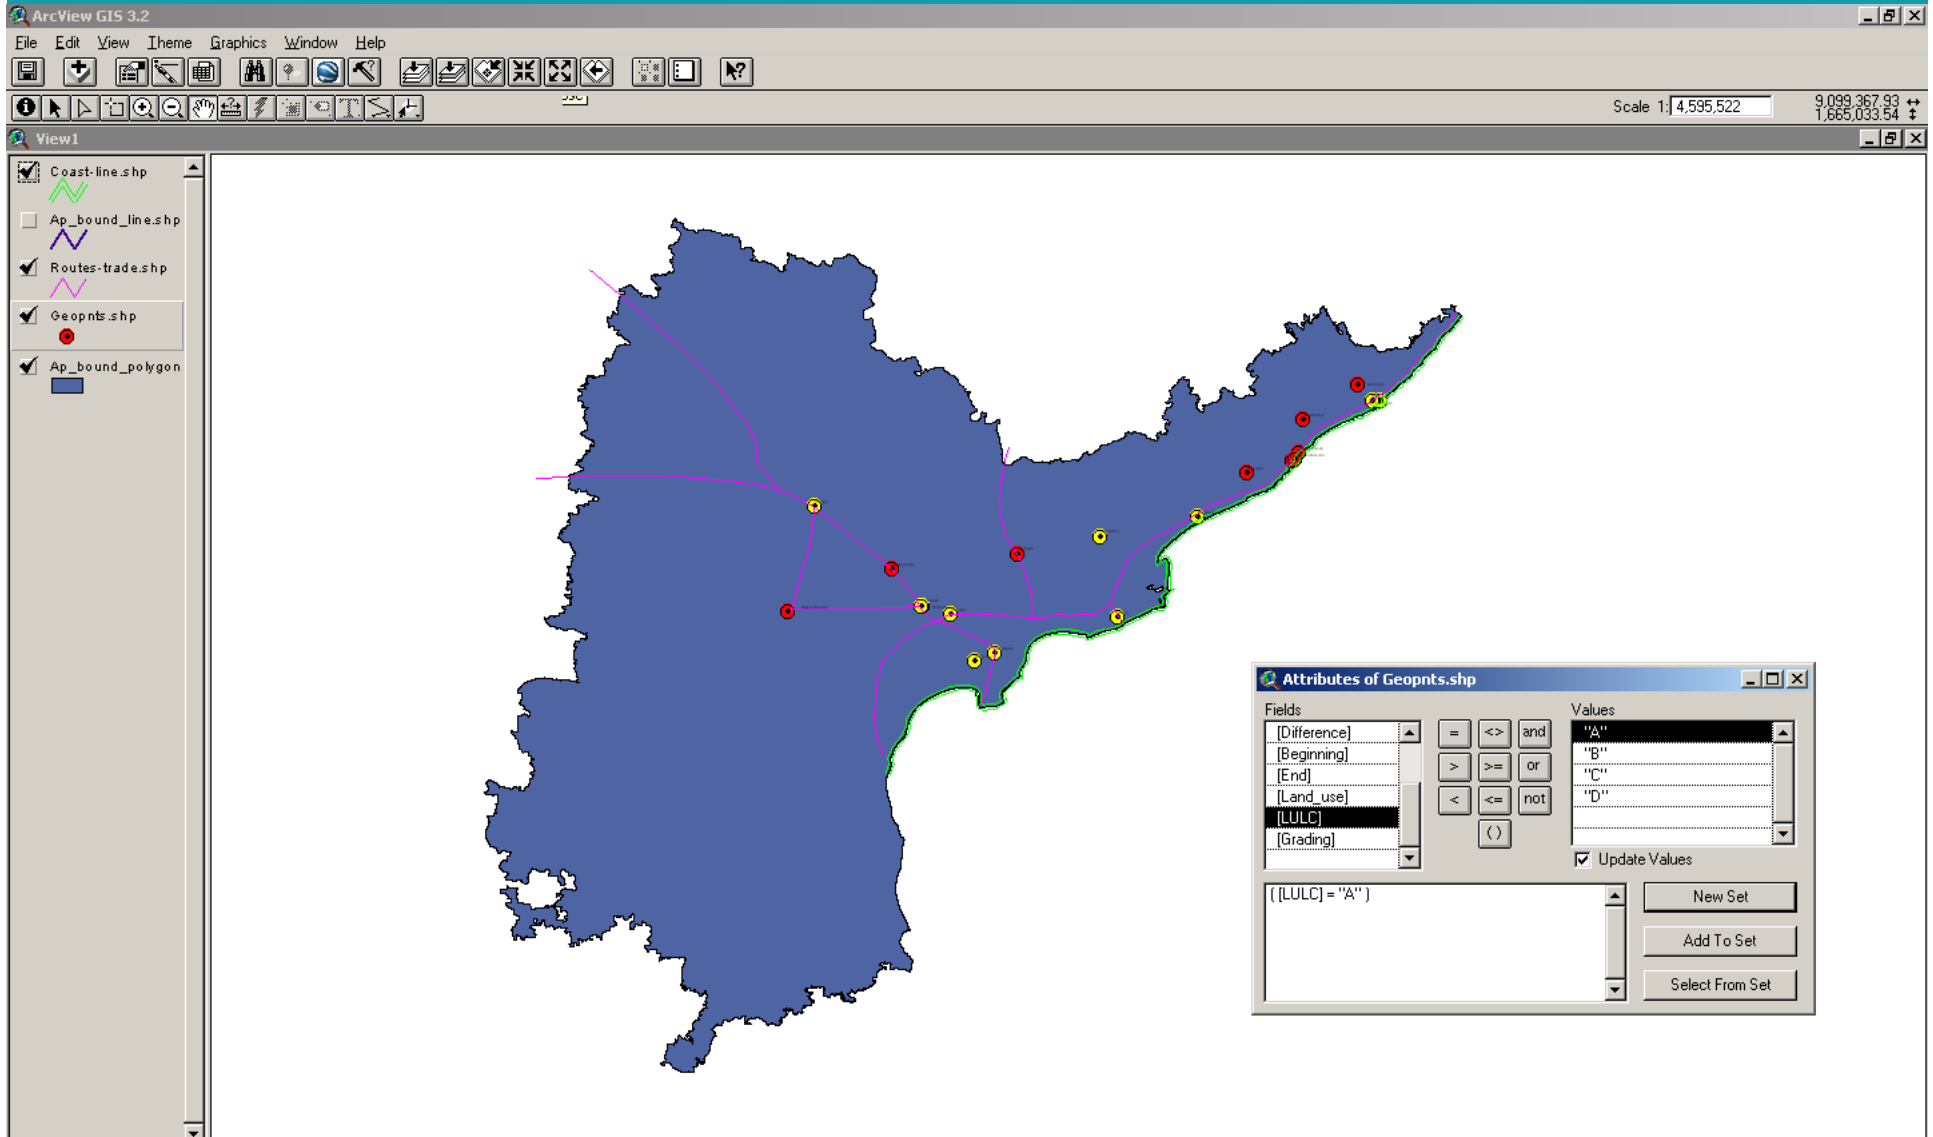 ArcView GIS 3.2
File Edit View Theme Graphics Window Help
Scale 1: 4,595,522
9,099,367.93
1,665,033.54
View1
Coast-line.shp
Ap_bound_line.shp
Routes-trade.shp
Geopnts.shp
Ap_bound_polygon
Attributes of Geopnts.shp
Fields
Values
[Difference]
[Beginning]
[End]
[Land_use]
[LULC]
[Grading]
= <> and
> >= or
< <= not
( )
"A"
"B"
"C"
"D"
Update Values
( [LULC] = "A" )
New Set
Add To Set
Select From Set